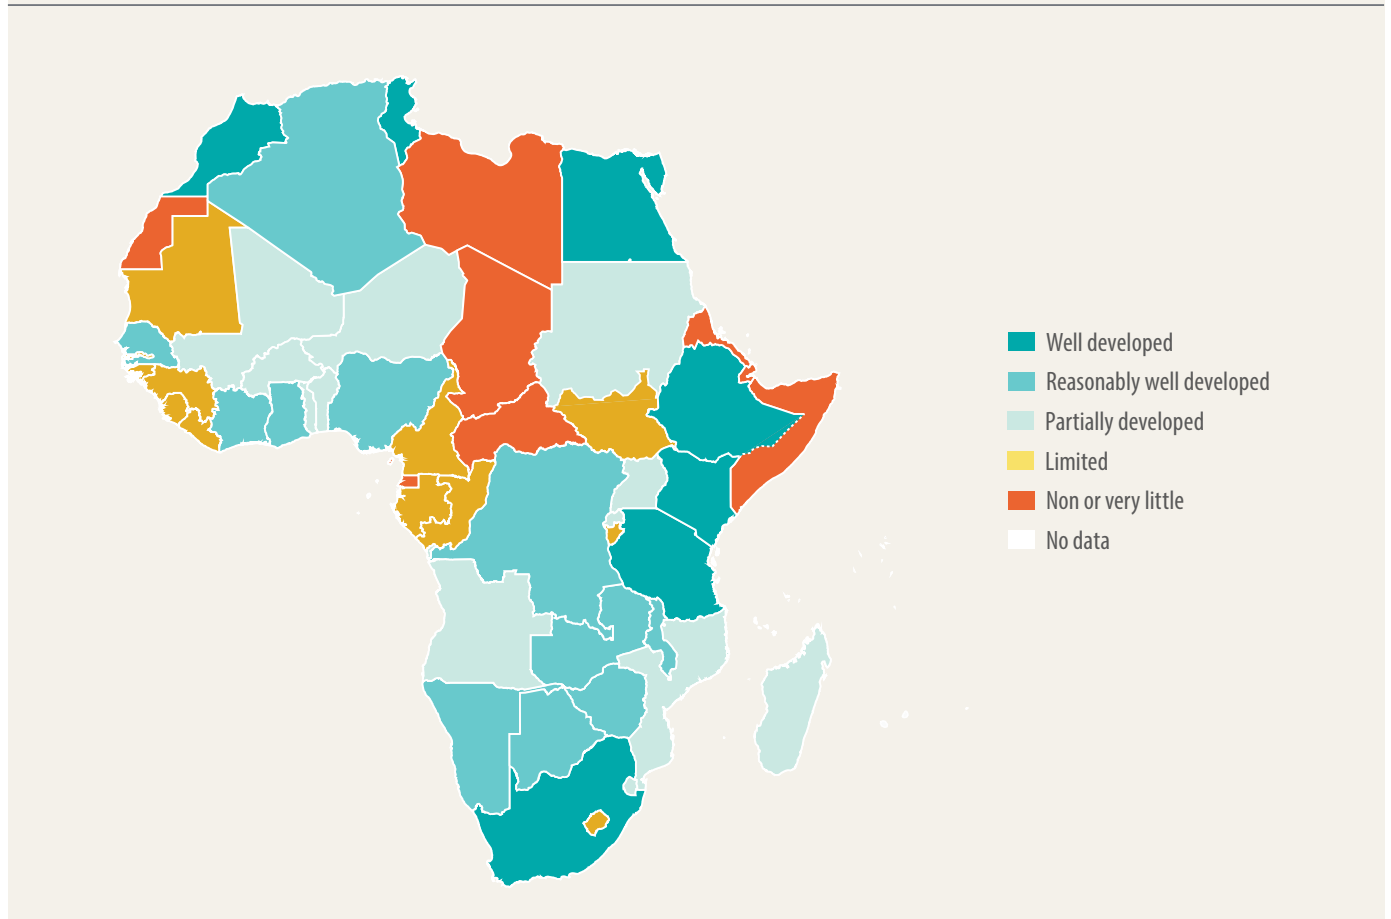 Well developed
Reasonably well developed
Partially developed
Limited
Non or very little
No data